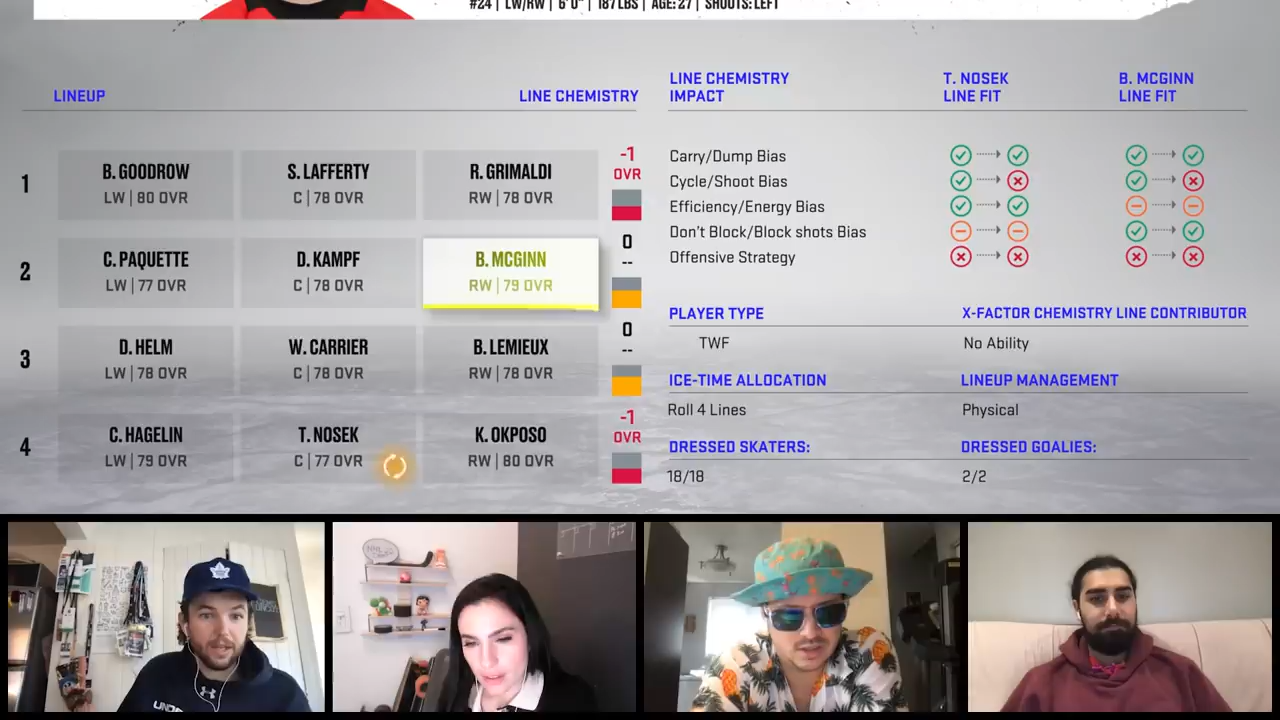 #24 | LW/RW | 6' 0" | 187 LBS | AGE: 27 | SHOOTS: LEFT
LINEUP
LINE CHEMISTRY
1
B. GOODROW
LW | 80 OVR
S. LAFFERTY
C | 78 OVR
R. GRIMALDI
RW | 78 OVR
-1
OVR
2
C. PAQUETTE
LW | 77 OVR
D. KAMPF
C | 78 OVR
B. MCGINN
RW | 79 OVR
0
--
3
D. HELM
LW | 78 OVR
W. CARRIER
C | 78 OVR
B. LEMIEUX
RW | 78 OVR
0
--
4
C. HAGELIN
LW | 79 OVR
T. NOSEK
C | 77 OVR
K. OKPOSO
RW | 80 OVR
-1
OVR
LINE CHEMISTRY
IMPACT
T. NOSEK
LINE FIT
B. MCGINN
LINE FIT
Carry/Dump Bias
Cycle/Shoot Bias
Efficiency/Energy Bias
Don't Block/Block shots Bias
Offensive Strategy
PLAYER TYPE
X-FACTOR CHEMISTRY LINE CONTRIBUTOR
TWF
No Ability
ICE-TIME ALLOCATION
LINEUP MANAGEMENT
Roll 4 Lines
Physical
DRESSED SKATERS:
DRESSED GOALIES:
18/18
2/2